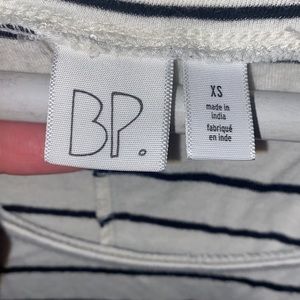 BP.
XS
made in
india
fabriqué
en inde